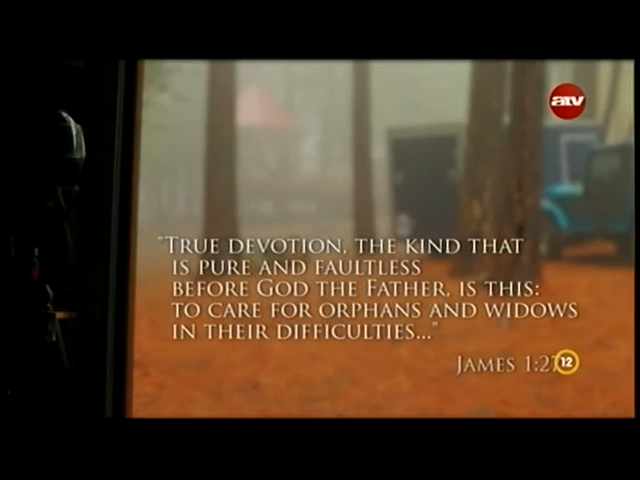 atv
"True devotion, the kind that
is pure and faultless
before God the Father, is this:
to care for orphans and widows
in their difficulties..."
James 1:27
12